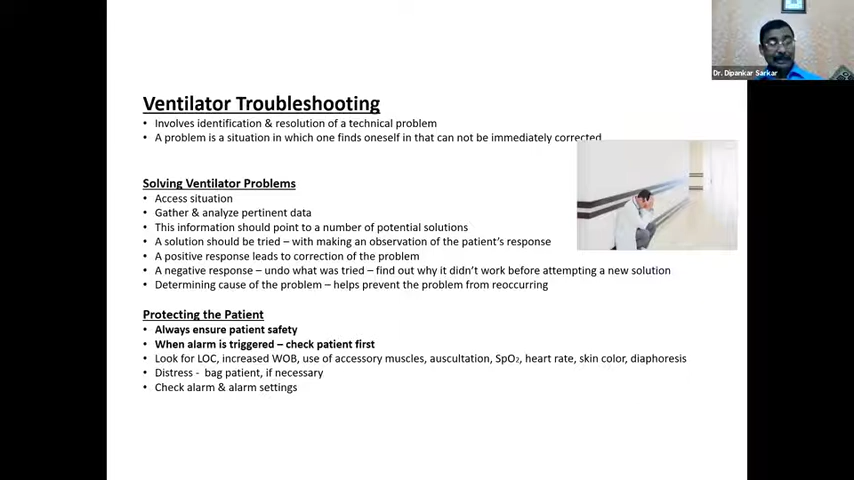 Dr. Dipankar Sarkar
Ventilator Troubleshooting
• Involves identification & resolution of a technical problem
• A problem is a situation in which one finds oneself in that can not be immediately corrected
Solving Ventilator Problems
• Access situation
• Gather & analyze pertinent data
• This information should point to a number of potential solutions
• A solution should be tried – with making an observation of the patient's response
• A positive response leads to correction of the problem
• A negative response – undo what was tried – find out why it didn't work before attempting a new solution
• Determining cause of the problem – helps prevent the problem from reoccurring
Protecting the Patient
• Always ensure patient safety
• When alarm is triggered – check patient first
• Look for LOC, increased WOB, use of accessory muscles, auscultation, SpO₂, heart rate, skin color, diaphoresis
• Distress - bag patient, if necessary
• Check alarm & alarm settings